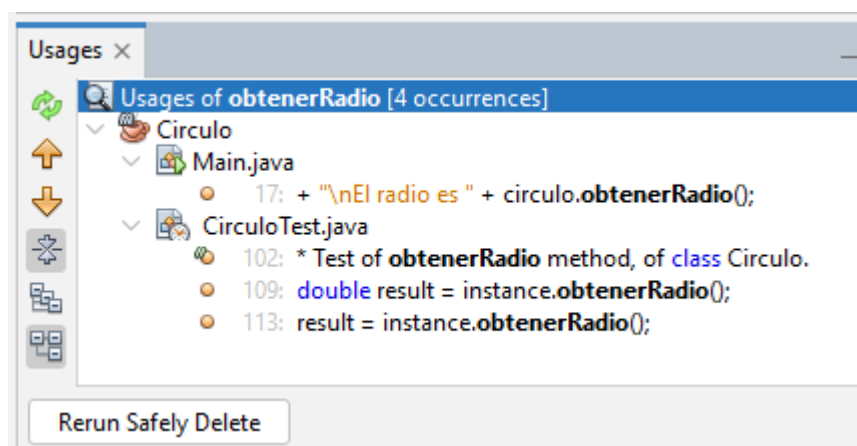 Usages
Usages of obtenerRadio [4 occurrences]
Circulo
Main.java
17: + "\nEl radio es " + circulo.obtenerRadio();
CirculoTest.java
102: * Test of obtenerRadio method, of class Circulo.
109: double result = instance.obtenerRadio();
113: result = instance.obtenerRadio();
Rerun Safely Delete